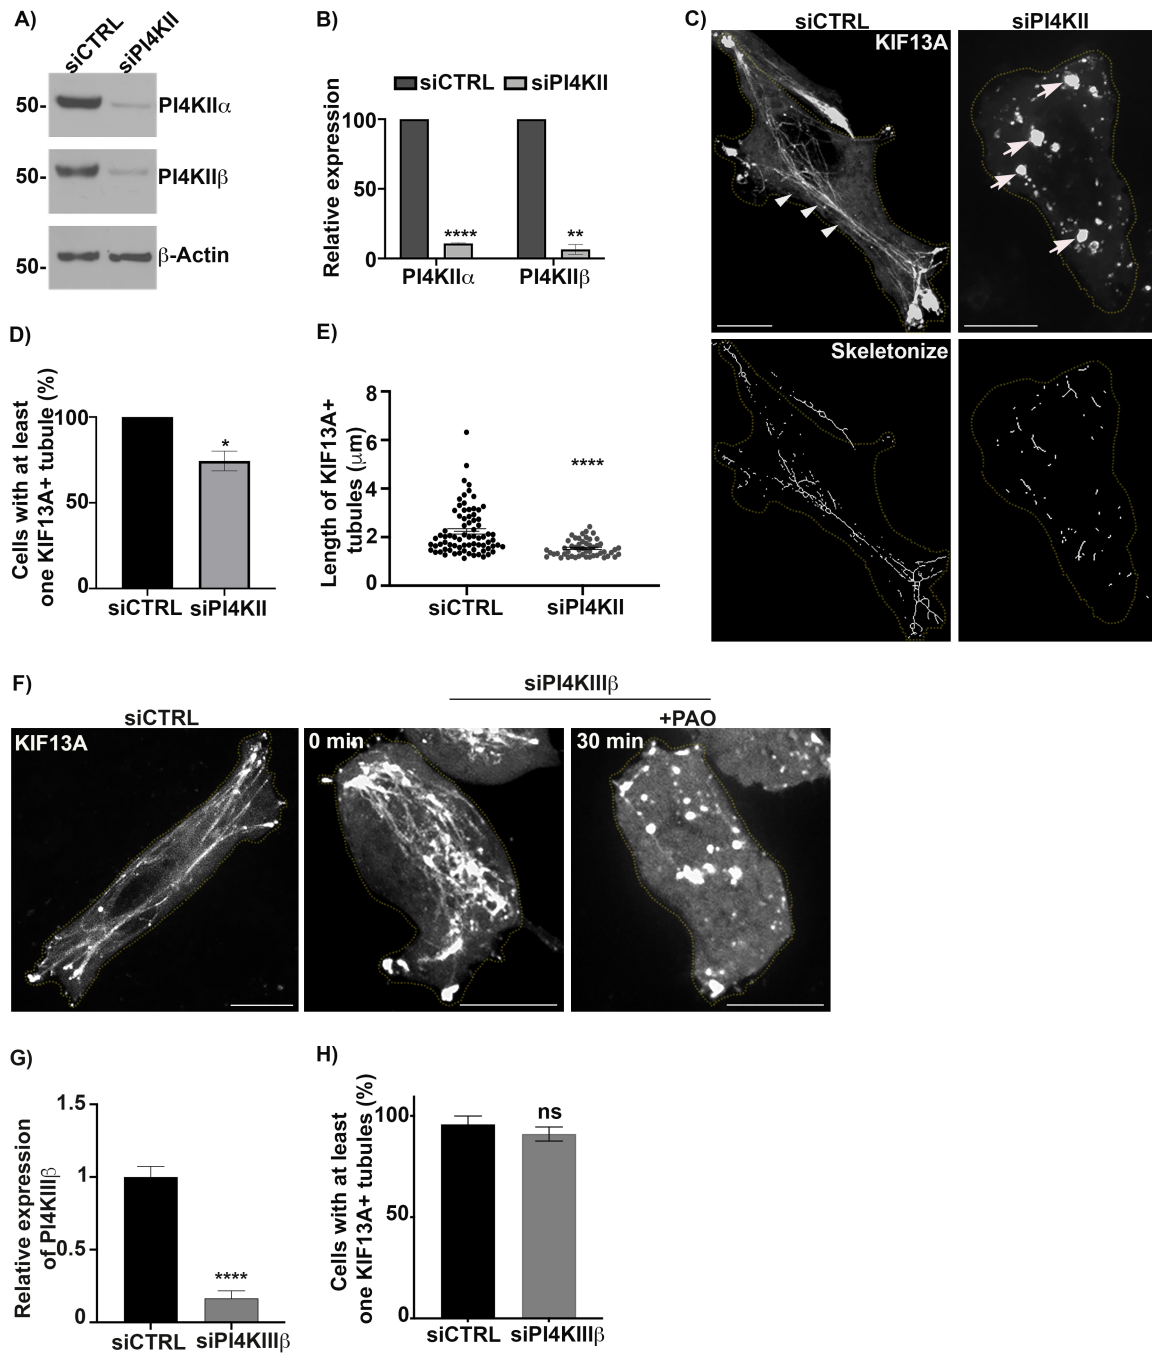 A)
siCTRL
siPI4KII
50-
PI4KIIα
50-
PI4KIIβ
50-
β-Actin
B)
siCTRL siPI4KII
Relative expression
100
50
0
****
**
PI4KIIα PI4KIIβ
C)
siCTRL siPI4KII
KIF13A
Skeletonize
D)
Cells with at least
one KIF13A+ tubule (%)
100
50
0
*
siCTRL siPI4KII
E)
Length of KIF13A+
tubules (μm)
8
6
4
2
0
****
siCTRL siPI4KII
F)
siPI4KIIIβ
siCTRL
+PAO
KIF13A
0 min
30 min
G)
Relative expression
of PI4KIIIβ
1.5
1
0.5
0
****
siCTRL siPI4KIIIβ
H)
Cells with at least
one KIF13A+ tubules (%)
100
50
0
ns
siCTRL siPI4KIIIβ